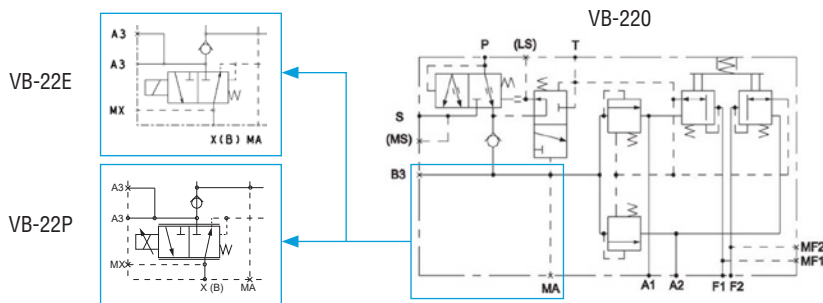 VB-220
P (LS) T
S
(MS)
B3
MF2
MF1
MA A1 A2 F1 F2
VB-22E
A3
A3
MX
X(B) MA
VB-22P
A3
A3
MX
X (B) MA